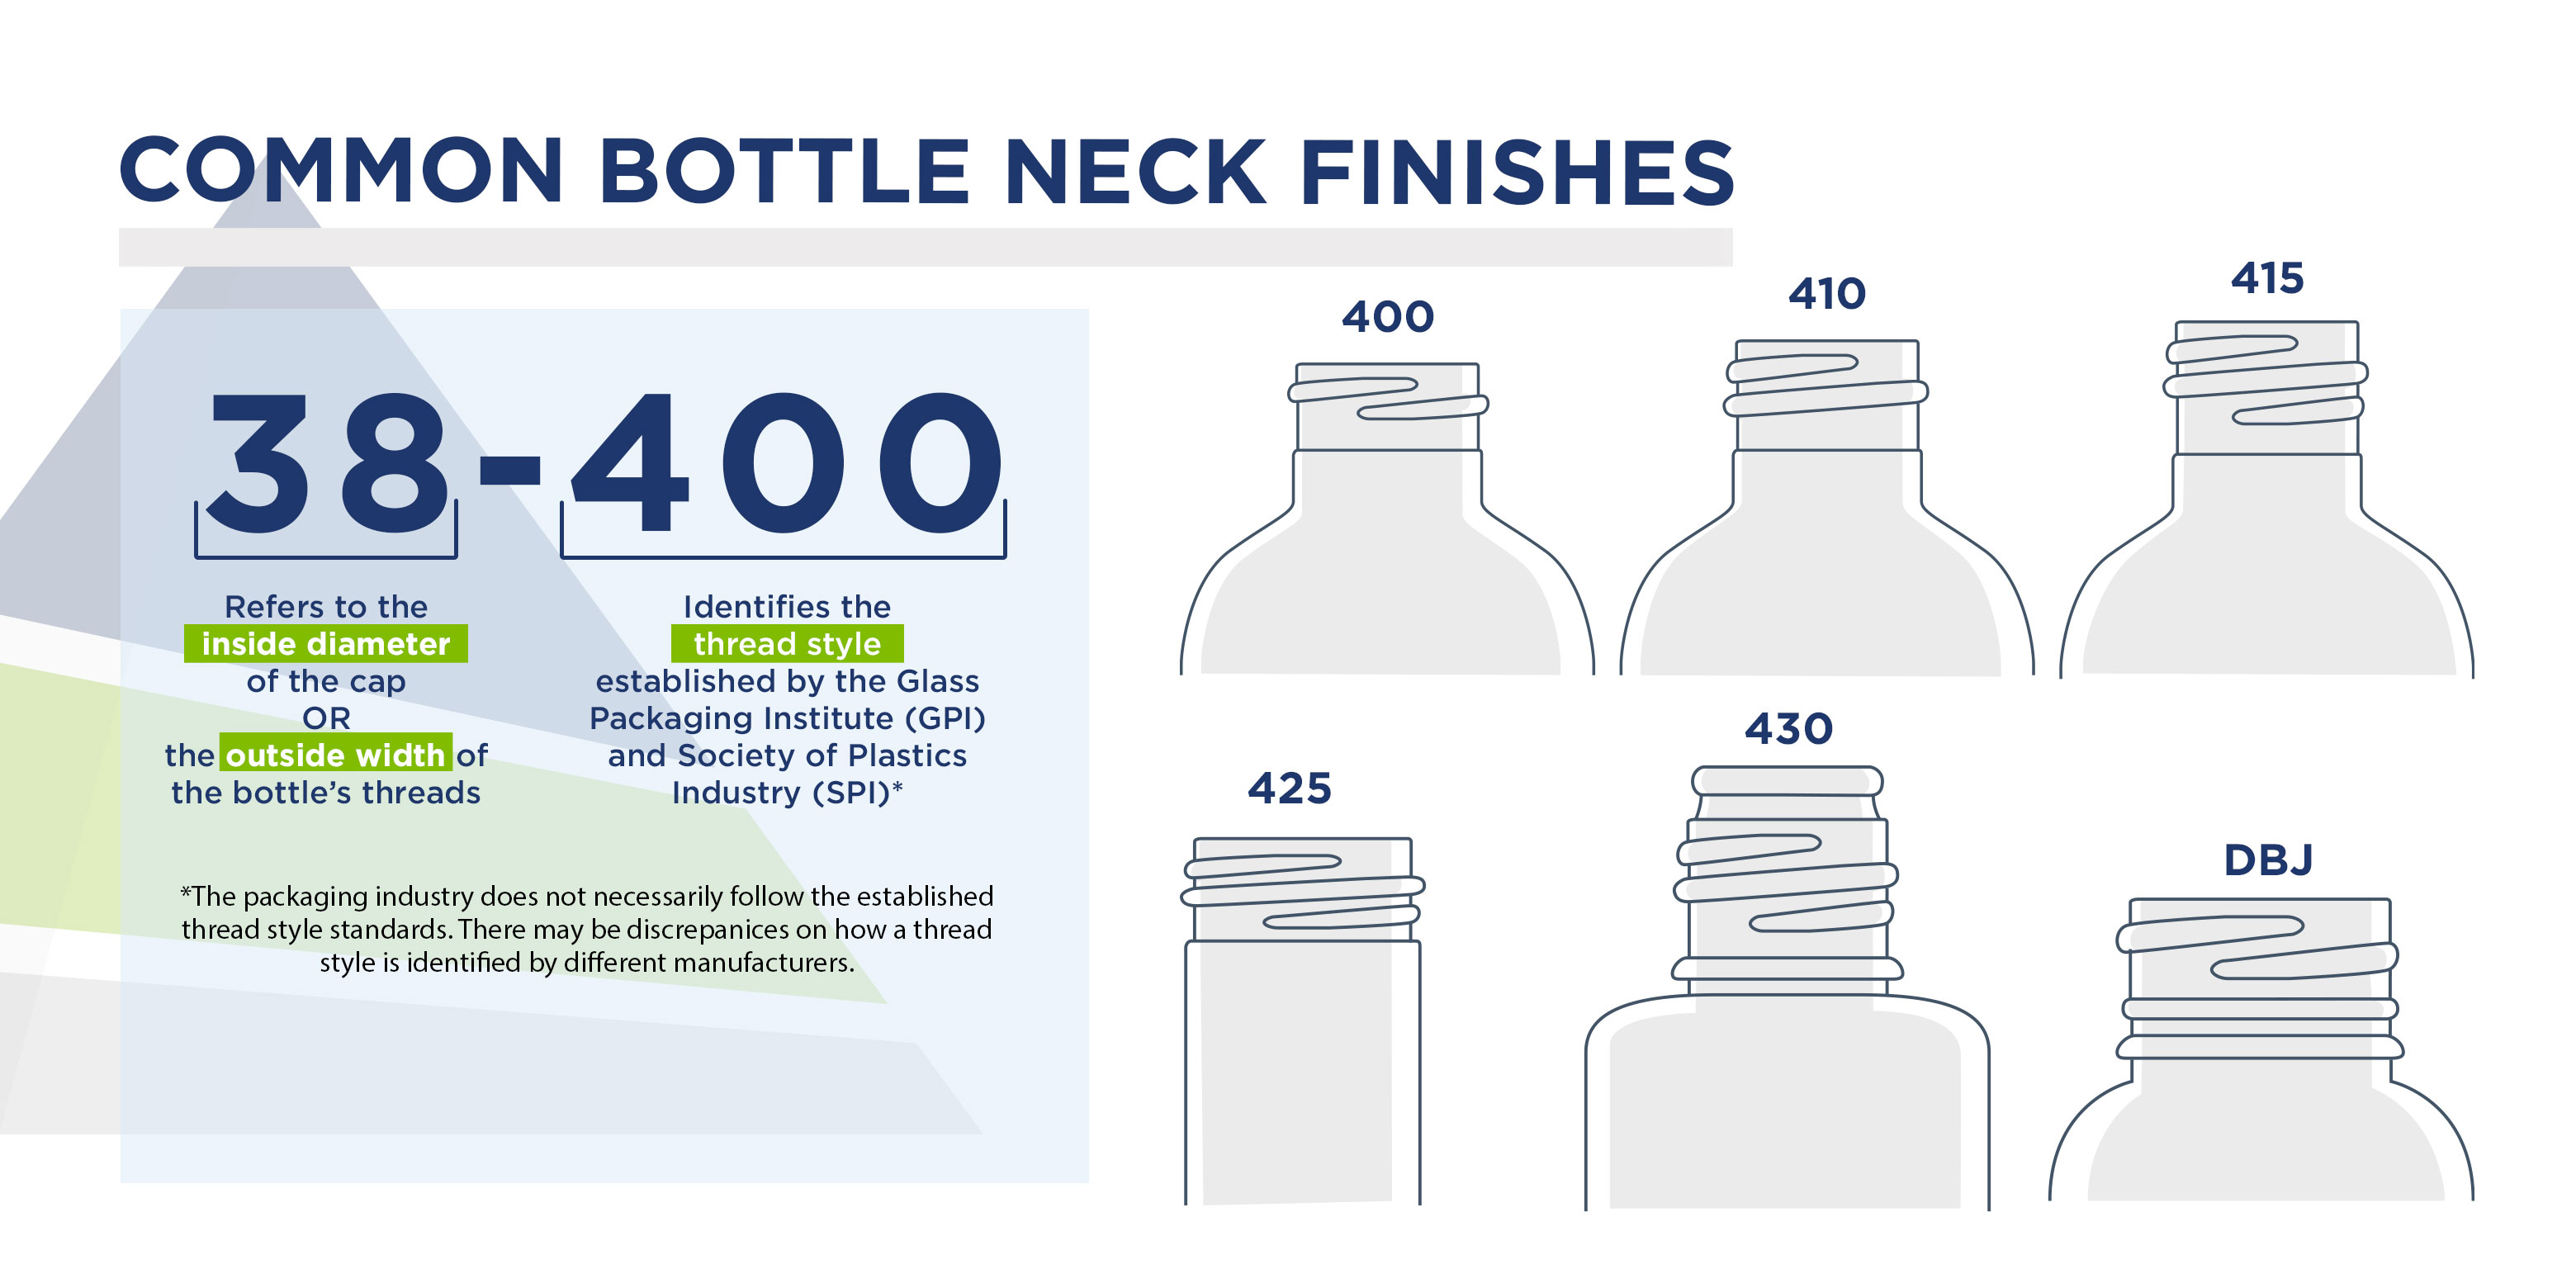 COMMON BOTTLE NECK FINISHES
38-400
Refers to the
inside diameter
of the cap
OR
the outside width of
the bottle's threads
Identifies the
thread style
established by the Glass
Packaging Institute (GPI)
and Society of Plastics
Industry (SPI)*
*The packaging industry does not necessarily follow the established
thread style standards. There may be discrepanices on how a thread
style is identified by different manufacturers.
400
410
415
425
430
DBJ